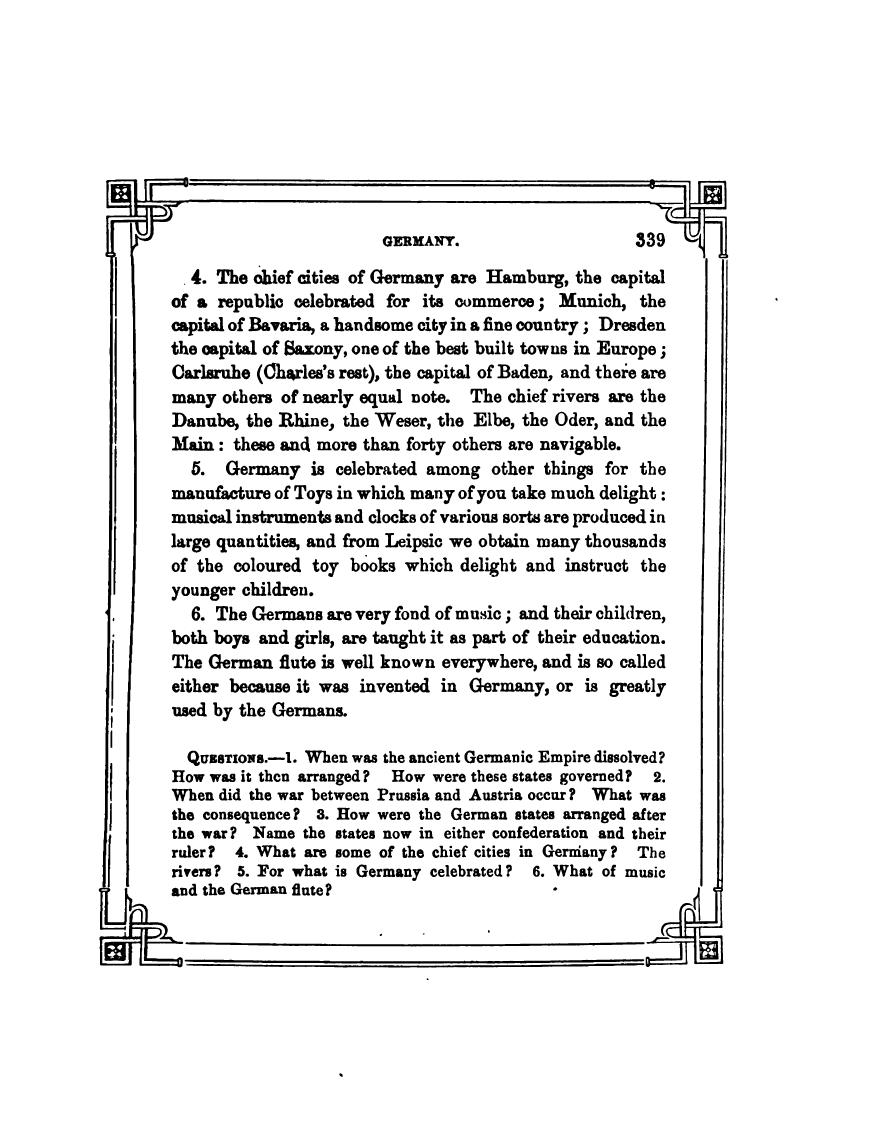 GERMANY. 339
4. The chief cities of Germany are Hamburg, the capital
of a republic celebrated for its commerce; Munich, the
capital of Bavaria, a handsome city in a fine country; Dresden
the capital of Saxony, one of the best built towns in Europe;
Carlsruhe (Charles's rest), the capital of Baden, and there are
many others of nearly equal note. The chief rivers are the
Danube, the Rhine, the Weser, the Elbe, the Oder, and the
Main: these and more than forty others are navigable.
5. Germany is celebrated among other things for the
manufacture of Toys in which many of you take much delight:
musical instruments and clocks of various sorts are produced in
large quantities, and from Leipsic we obtain many thousands
of the coloured toy books which delight and instruct the
younger children.
6. The Germans are very fond of music; and their children,
both boys and girls, are taught it as part of their education.
The German flute is well known everywhere, and is so called
either because it was invented in Germany, or is greatly
used by the Germans.
QUESTIONS.—1. When was the ancient Germanic Empire dissolved?
How was it then arranged? How were these states governed? 2.
When did the war between Prussia and Austria occur? What was
the consequence? 3. How were the German states arranged after
the war? Name the states now in either confederation and their
ruler? 4. What are some of the chief cities in Germany? The
rivers? 5. For what is Germany celebrated? 6. What of music
and the German flute?